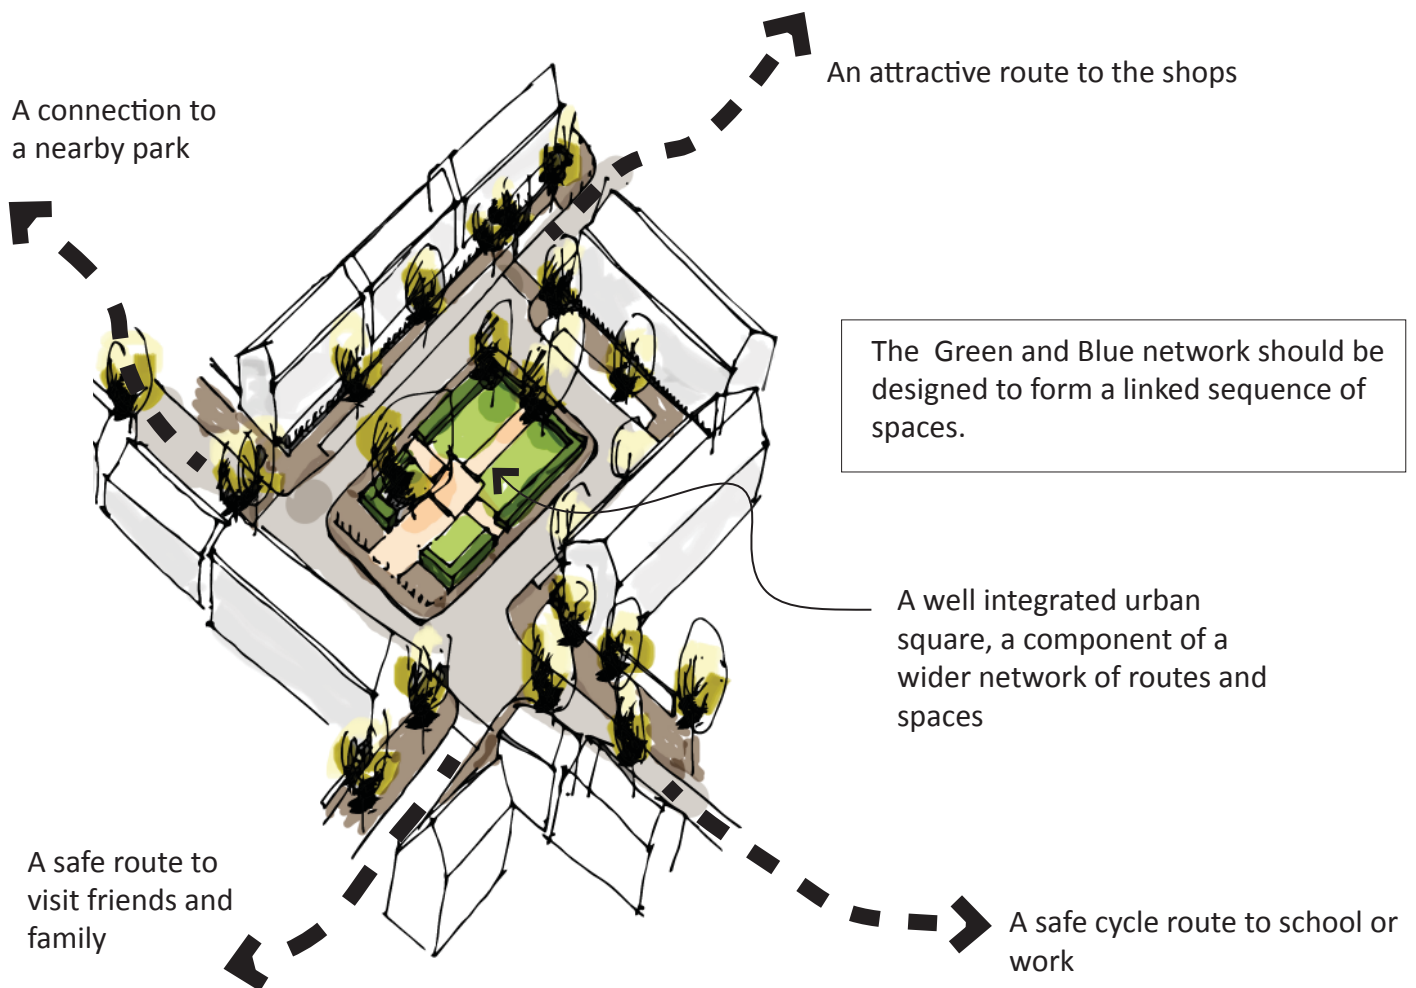 An attractive route to the shops
A connection to
a nearby park
The Green and Blue network should be
designed to form a linked sequence of
spaces.
A well integrated urban
square, a component of a
wider network of routes and
spaces
A safe route to
visit friends and
family
A safe cycle route to school or
work